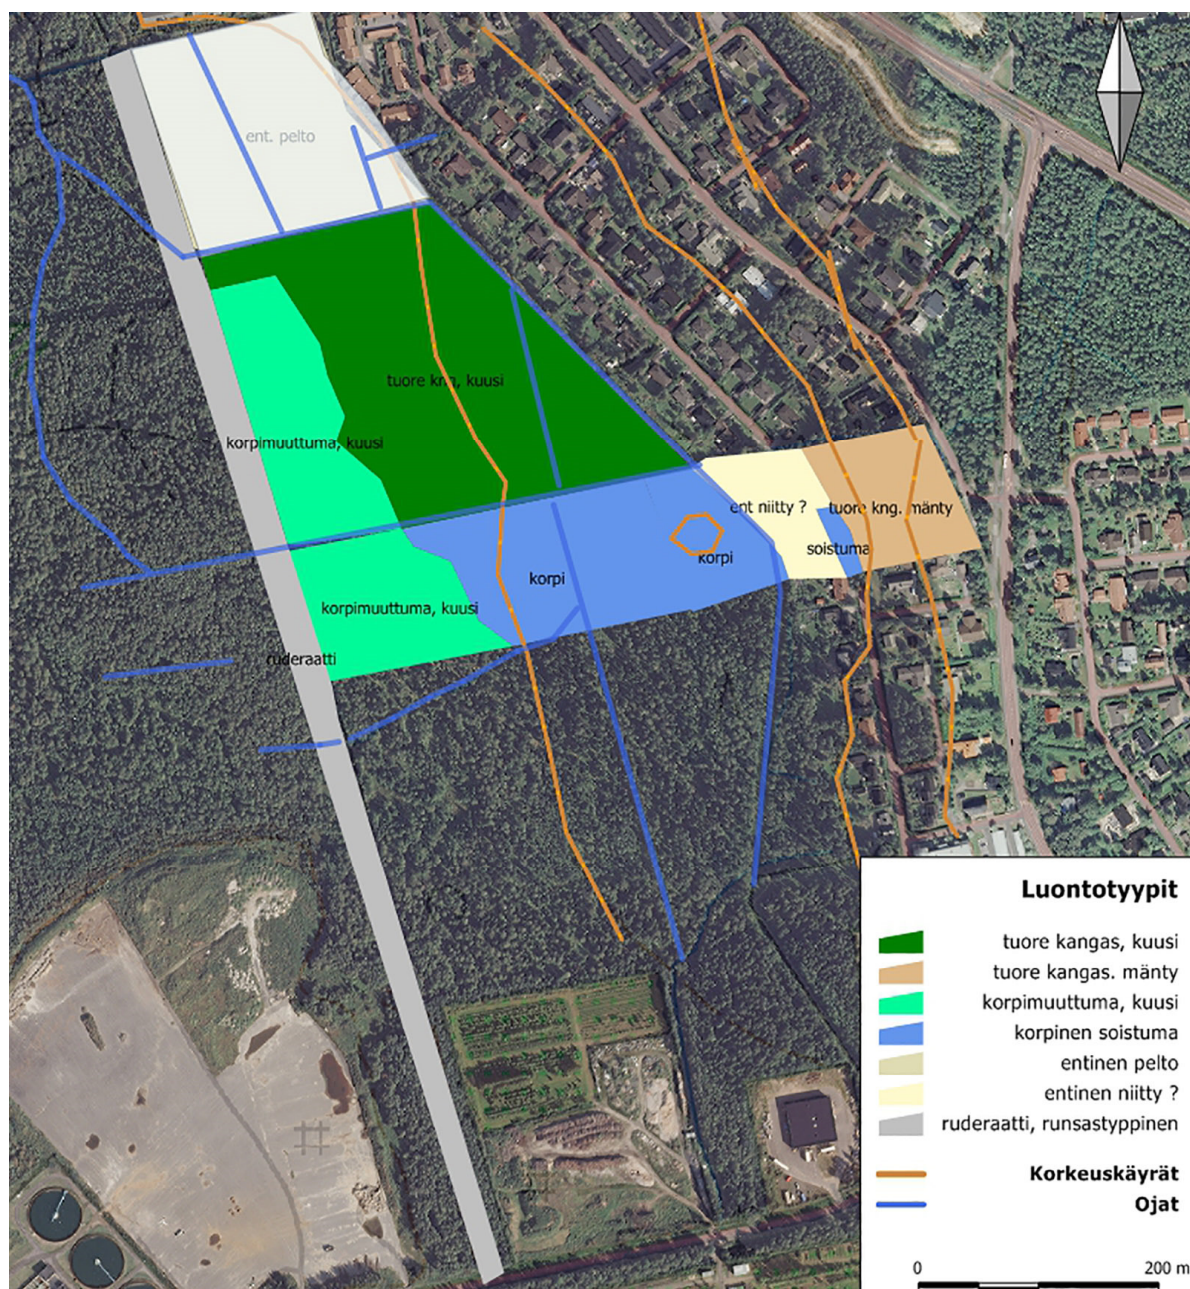 ent. pelto
tuore kng, kuusi
korpimuuttuma, kuusi
ent niitty ?
tuore kng. mänty
soistuma
korpi
korpi
korpimuuttuma, kuusi
ruderaatti
Luontotyypit
tuore kangas, kuusi
tuore kangas. mänty
korpimuuttuma, kuusi
korpinen soistuma
entinen pelto
entinen niitty ?
ruderaatti, runsastyppinen
Korkeuskäyrät
Ojat
0 200 m